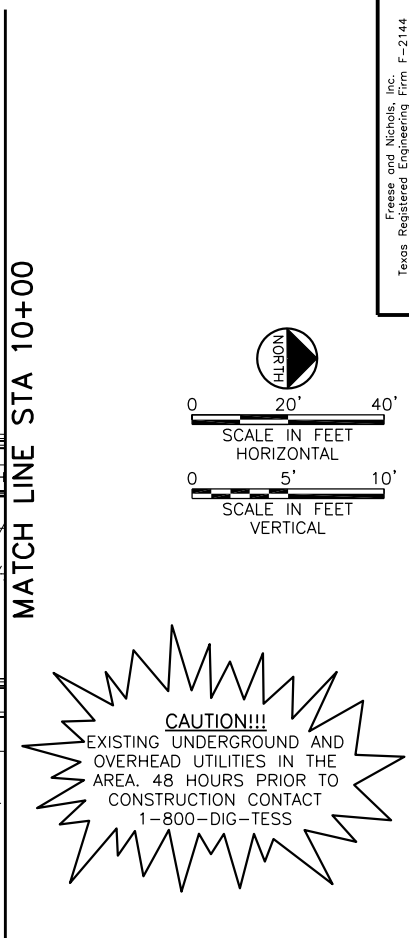 Freese and Nichols, Inc.
Texas Registered Engineering Firm F-2144
MATCH LINE STA 10+00
NORTH
0 20' 40'
SCALE IN FEET
HORIZONTAL
0 5' 10'
SCALE IN FEET
VERTICAL
CAUTION!!!
EXISTING UNDERGROUND AND
OVERHEAD UTILITIES IN THE
AREA. 48 HOURS PRIOR TO
CONSTRUCTION CONTACT
1-800-DIG-TESS